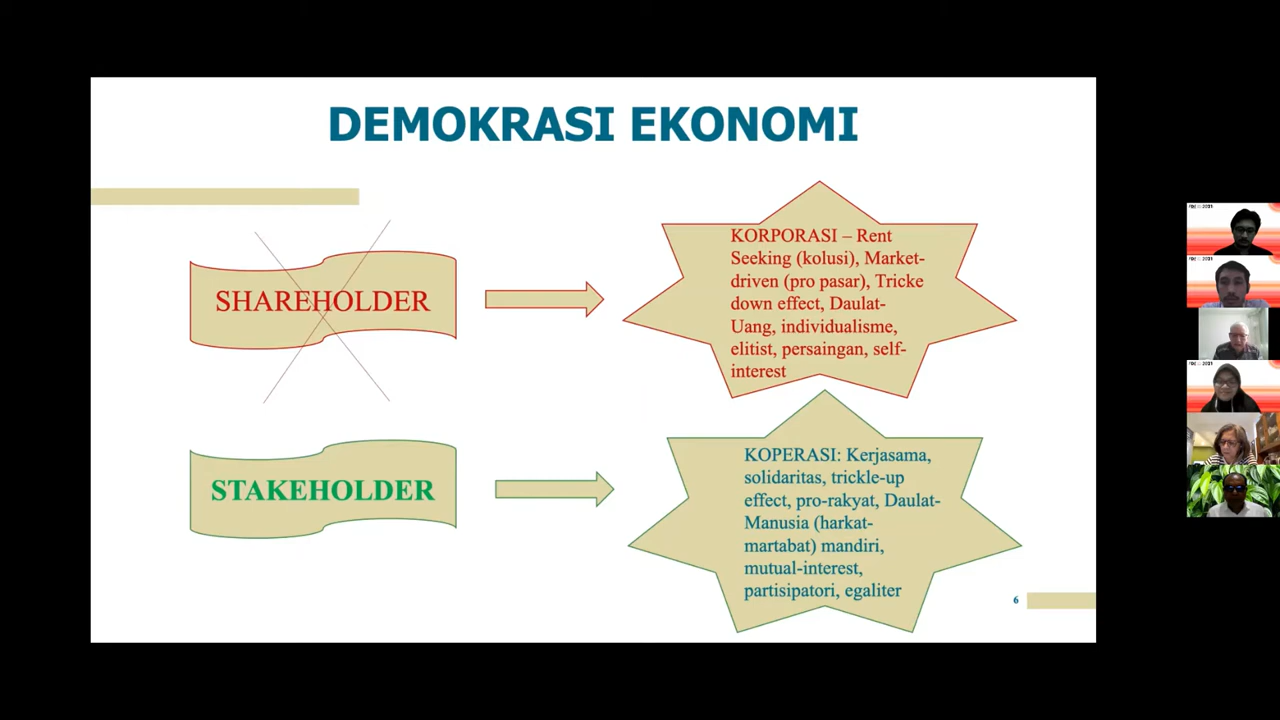 DEMOKRASI EKONOMI
SHAREHOLDER
KORPORASI – Rent
Seeking (kolusi), Market-
driven (pro pasar), Tricke
down effect, Daulat-
Uang, individualisme,
elitist, persaingan, self-
interest
STAKEHOLDER
KOPERASI: Kerjasama,
solidaritas, trickle-up
effect, pro-rakyat, Daulat-
Manusia (harkat-
martabat) mandiri,
mutual-interest,
partisipatori, egaliter
6